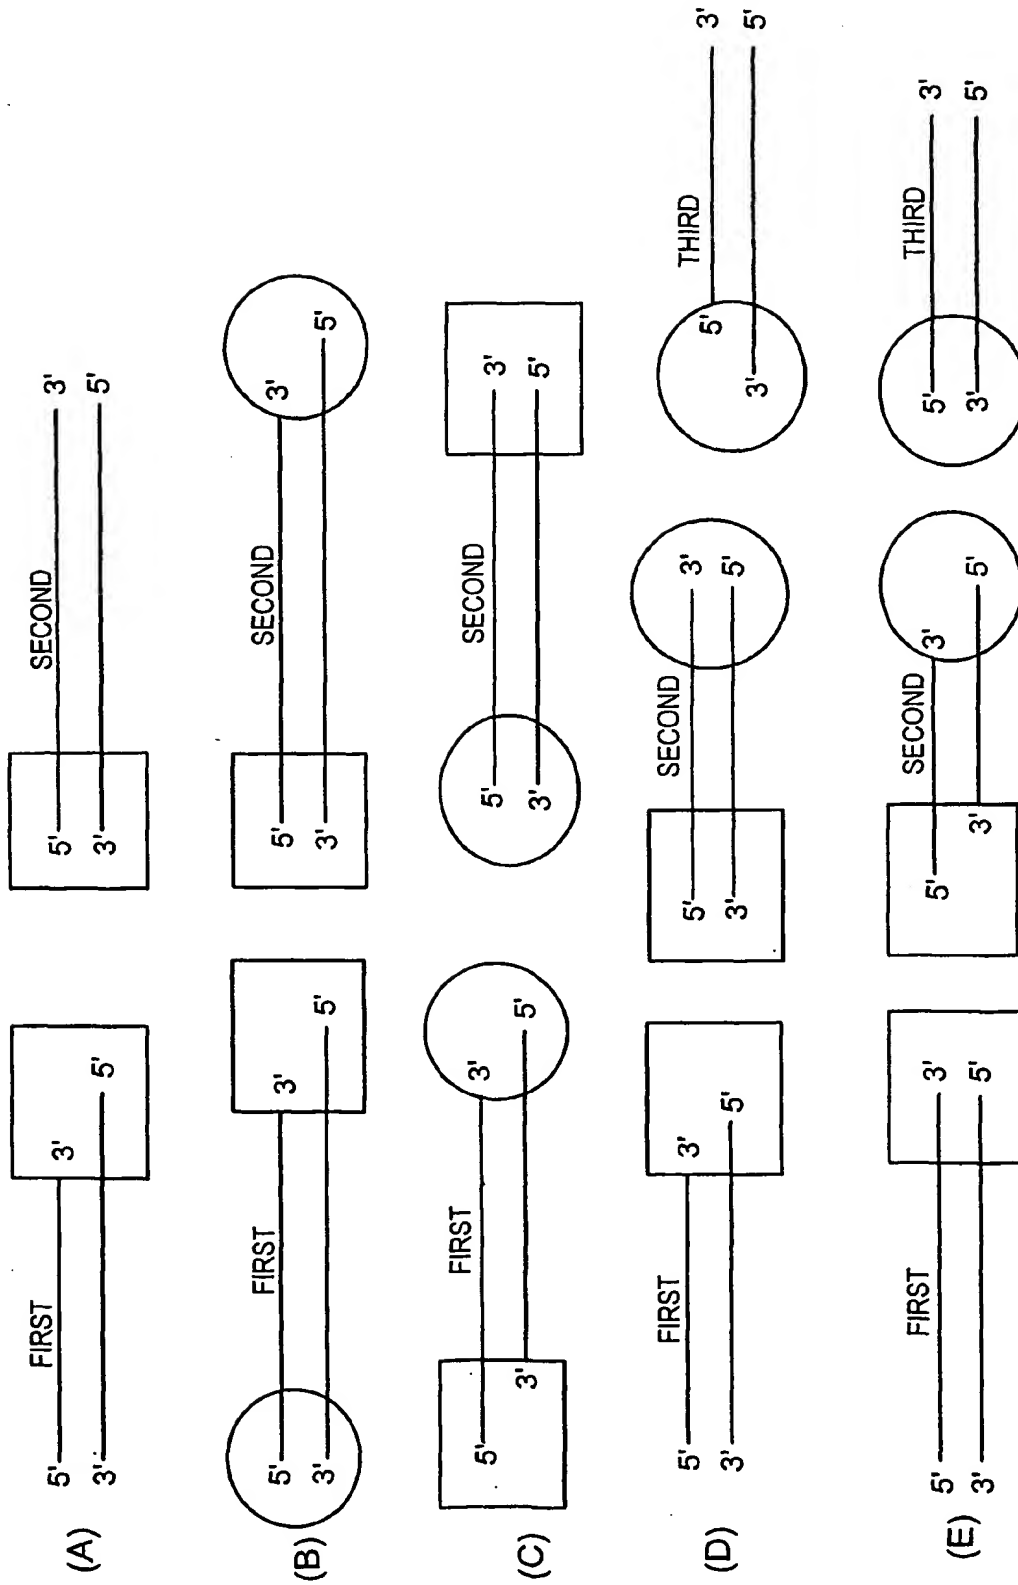 FIRST SECOND
5' 3' 5' 3'
(A)
3' 5' 3' 5'
FIRST SECOND
5' 3' 5' 3'
(B)
3' 5' 3' 5'
FIRST SECOND
5' 3' 5' 3'
(C)
3' 5' 3' 5'
FIRST SECOND THIRD
5' 3' 5' 3' 5' 3'
(D)
3' 5' 3' 5' 3' 5'
FIRST SECOND THIRD
5' 3' 5' 3' 5' 3'
(E)
3' 5' 3' 5' 3' 5'